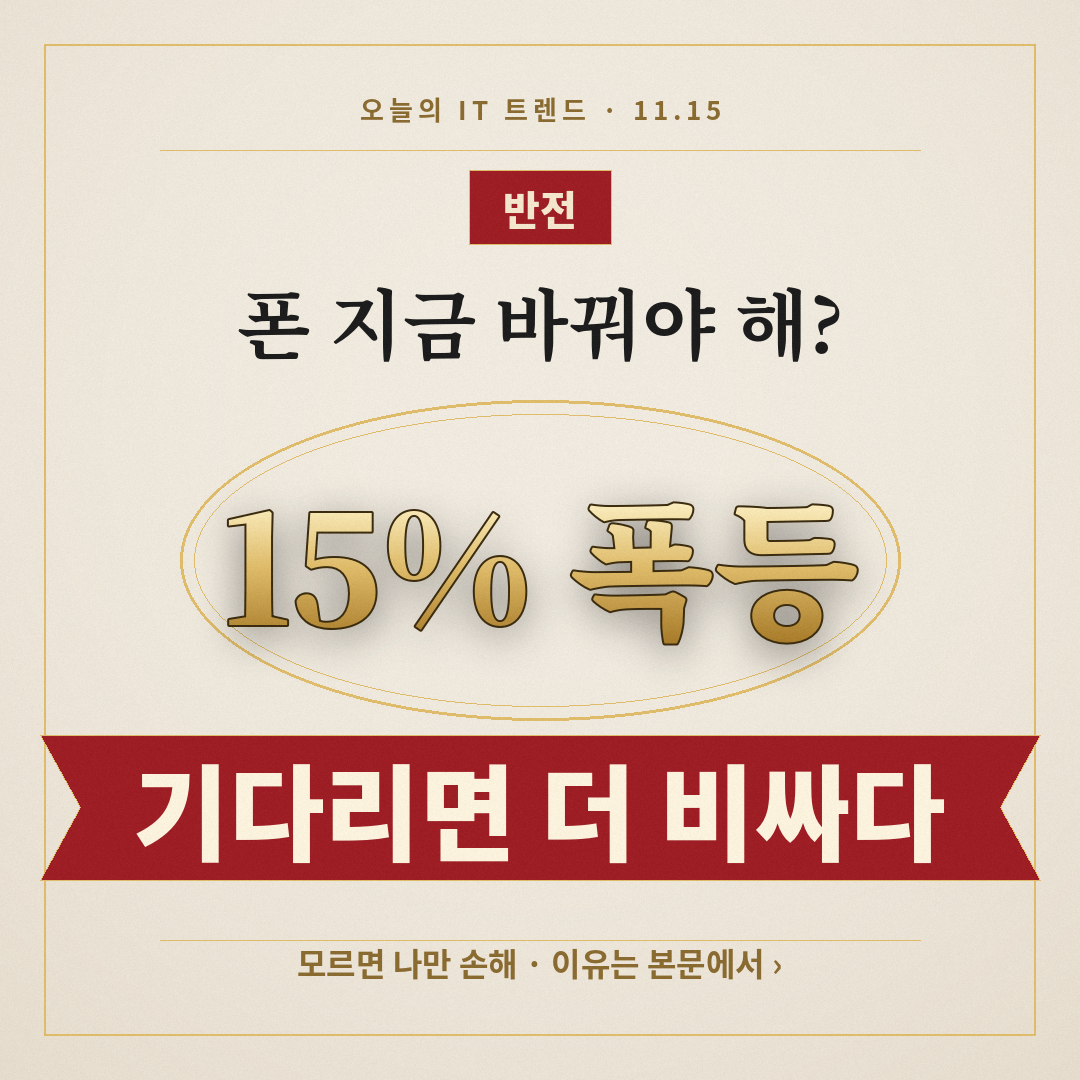 오늘의 IT 트렌드 · 11.15
반전
폰 지금 바꿔야 해?
15% 폭등
기다리면 더 비싸다
모르면 나만 손해 · 이유는 본문에서 ›